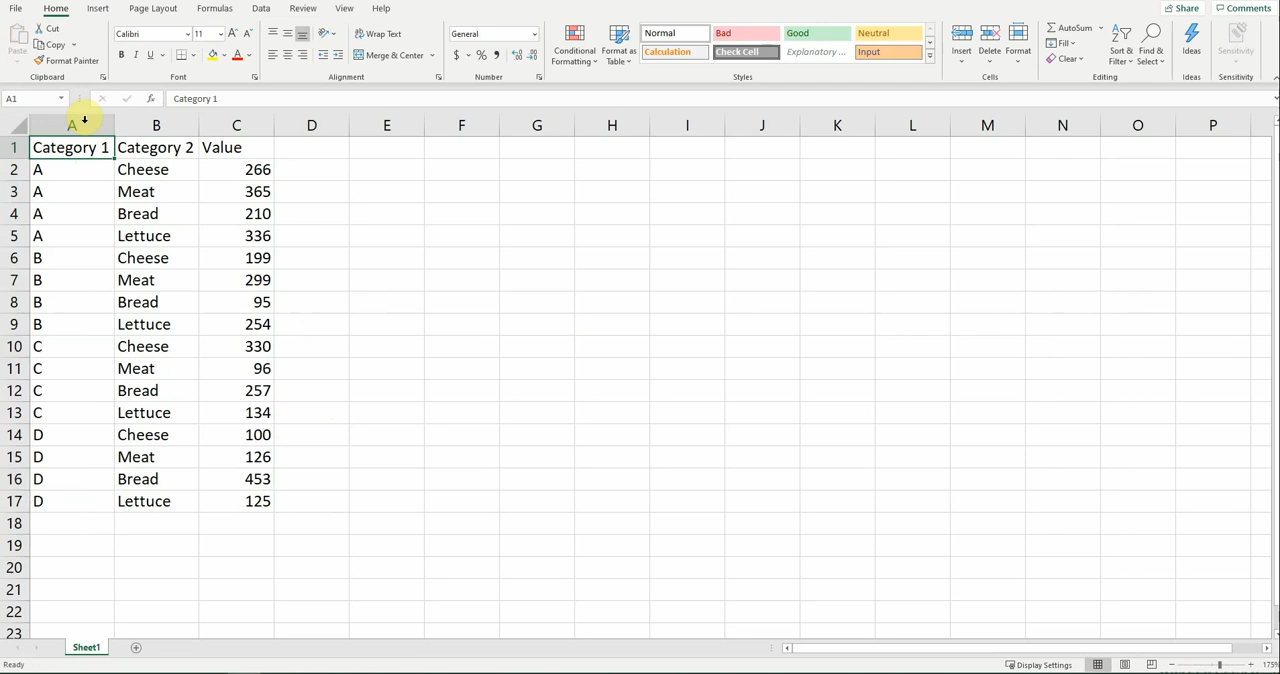 File Home Insert Page Layout Formulas Data Review View Help Share Comments
Cut
Copy
Format Painter
Paste
Clipboard
Calibri 11 A A
B I U A
Font
Wrap Text
Merge & Center
Alignment
General
$ % ,
Number
Conditional Formatting
Format as Table
Normal Bad Good Neutral
Calculation Check Cell Explanatory ... Input
Styles
Insert Delete Format
Cells
AutoSum
Fill
Clear
Sort & Filter
Find & Select
Editing
Ideas
Ideas
Sensitivity
Sensitivity
A1 fx Category 1
A B C D E F G H I J K L M N O P
1 Category 1 Category 2 Value
2 A Cheese 266
3 A Meat 365
4 A Bread 210
5 A Lettuce 336
6 B Cheese 199
7 B Meat 299
8 B Bread 95
9 B Lettuce 254
10 C Cheese 330
11 C Meat 96
12 C Bread 257
13 C Lettuce 134
14 D Cheese 100
15 D Meat 126
16 D Bread 453
17 D Lettuce 125
18
19
20
21
22
23
Sheet1
Ready Display Settings 175%